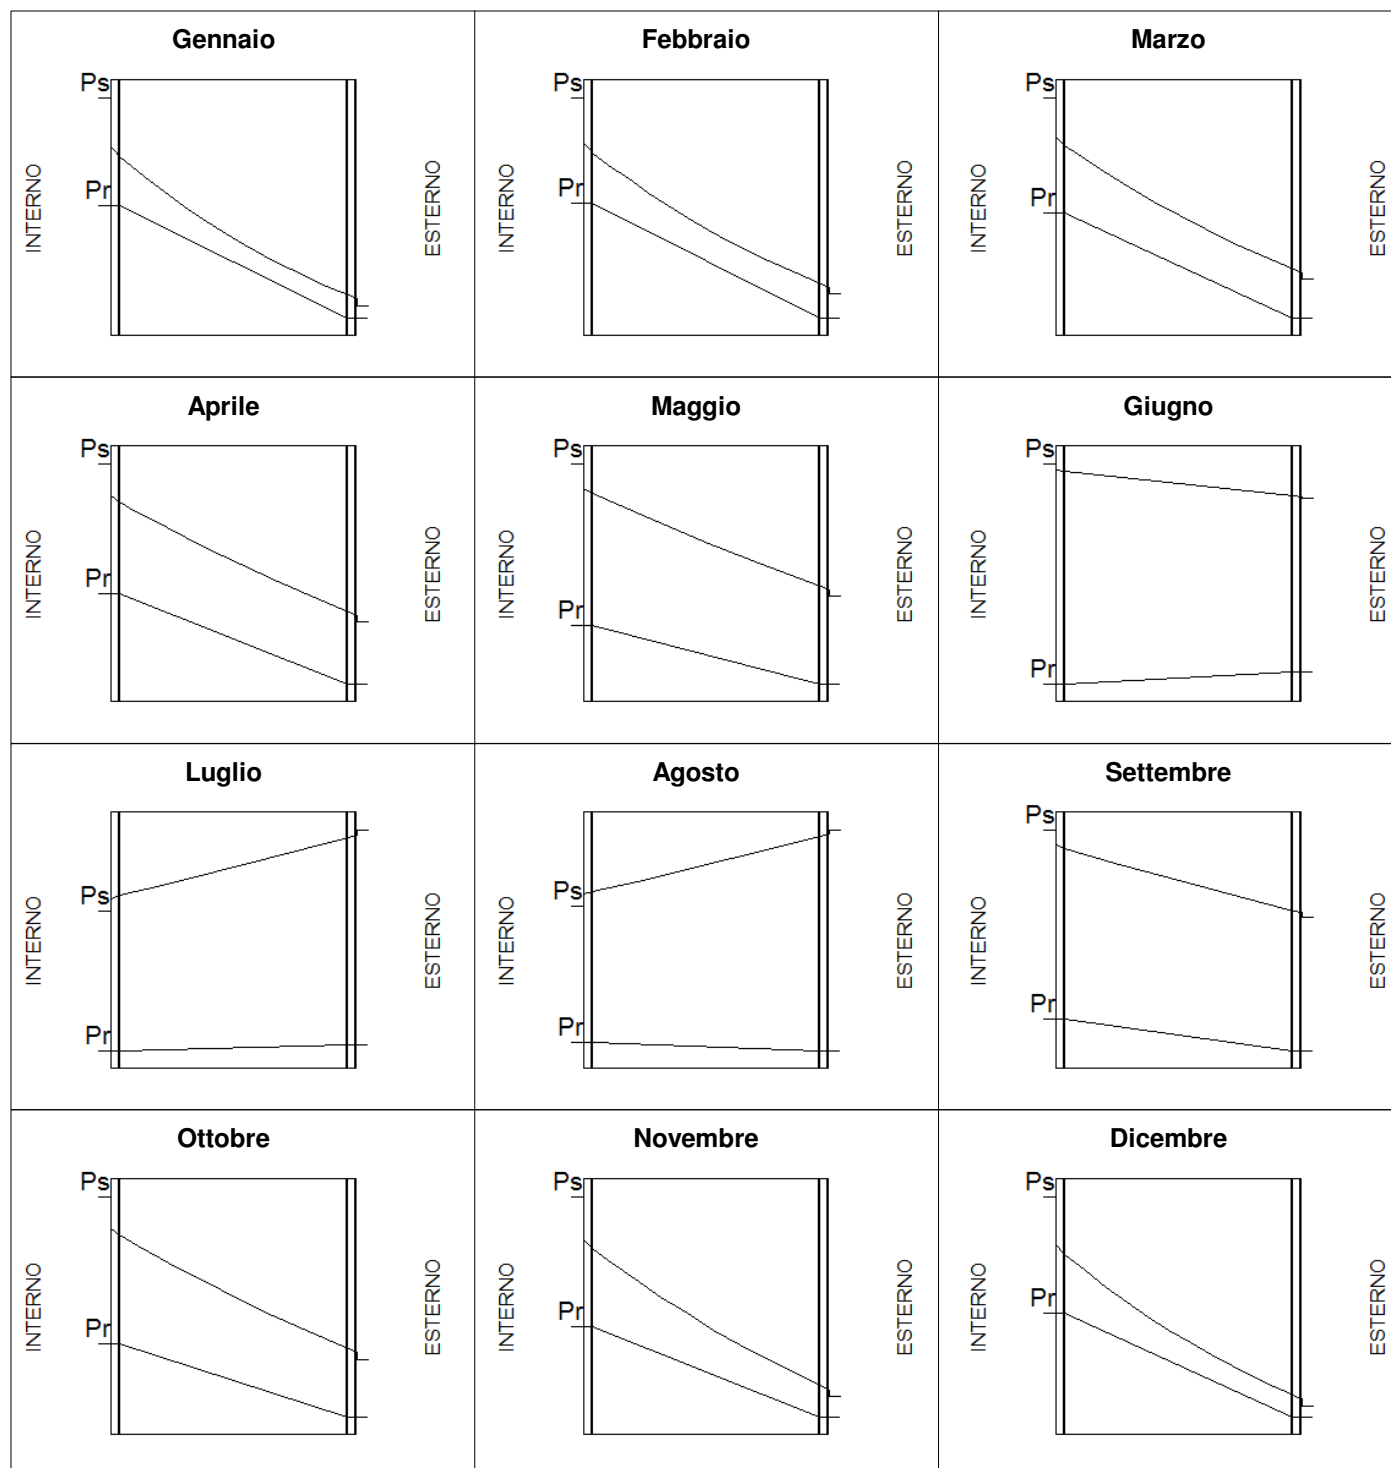 Gennaio
Febbraio
Marzo
Ps
Pr
INTERNO
ESTERNO
Ps
Pr
INTERNO
ESTERNO
Ps
Pr
INTERNO
ESTERNO
Aprile
Maggio
Giugno
Ps
Pr
INTERNO
ESTERNO
Ps
Pr
INTERNO
ESTERNO
Ps
Pr
INTERNO
ESTERNO
Luglio
Agosto
Settembre
Ps
Pr
INTERNO
ESTERNO
Ps
Pr
INTERNO
ESTERNO
Ps
Pr
INTERNO
ESTERNO
Ottobre
Novembre
Dicembre
Ps
Pr
INTERNO
ESTERNO
Ps
Pr
INTERNO
ESTERNO
Ps
Pr
INTERNO
ESTERNO